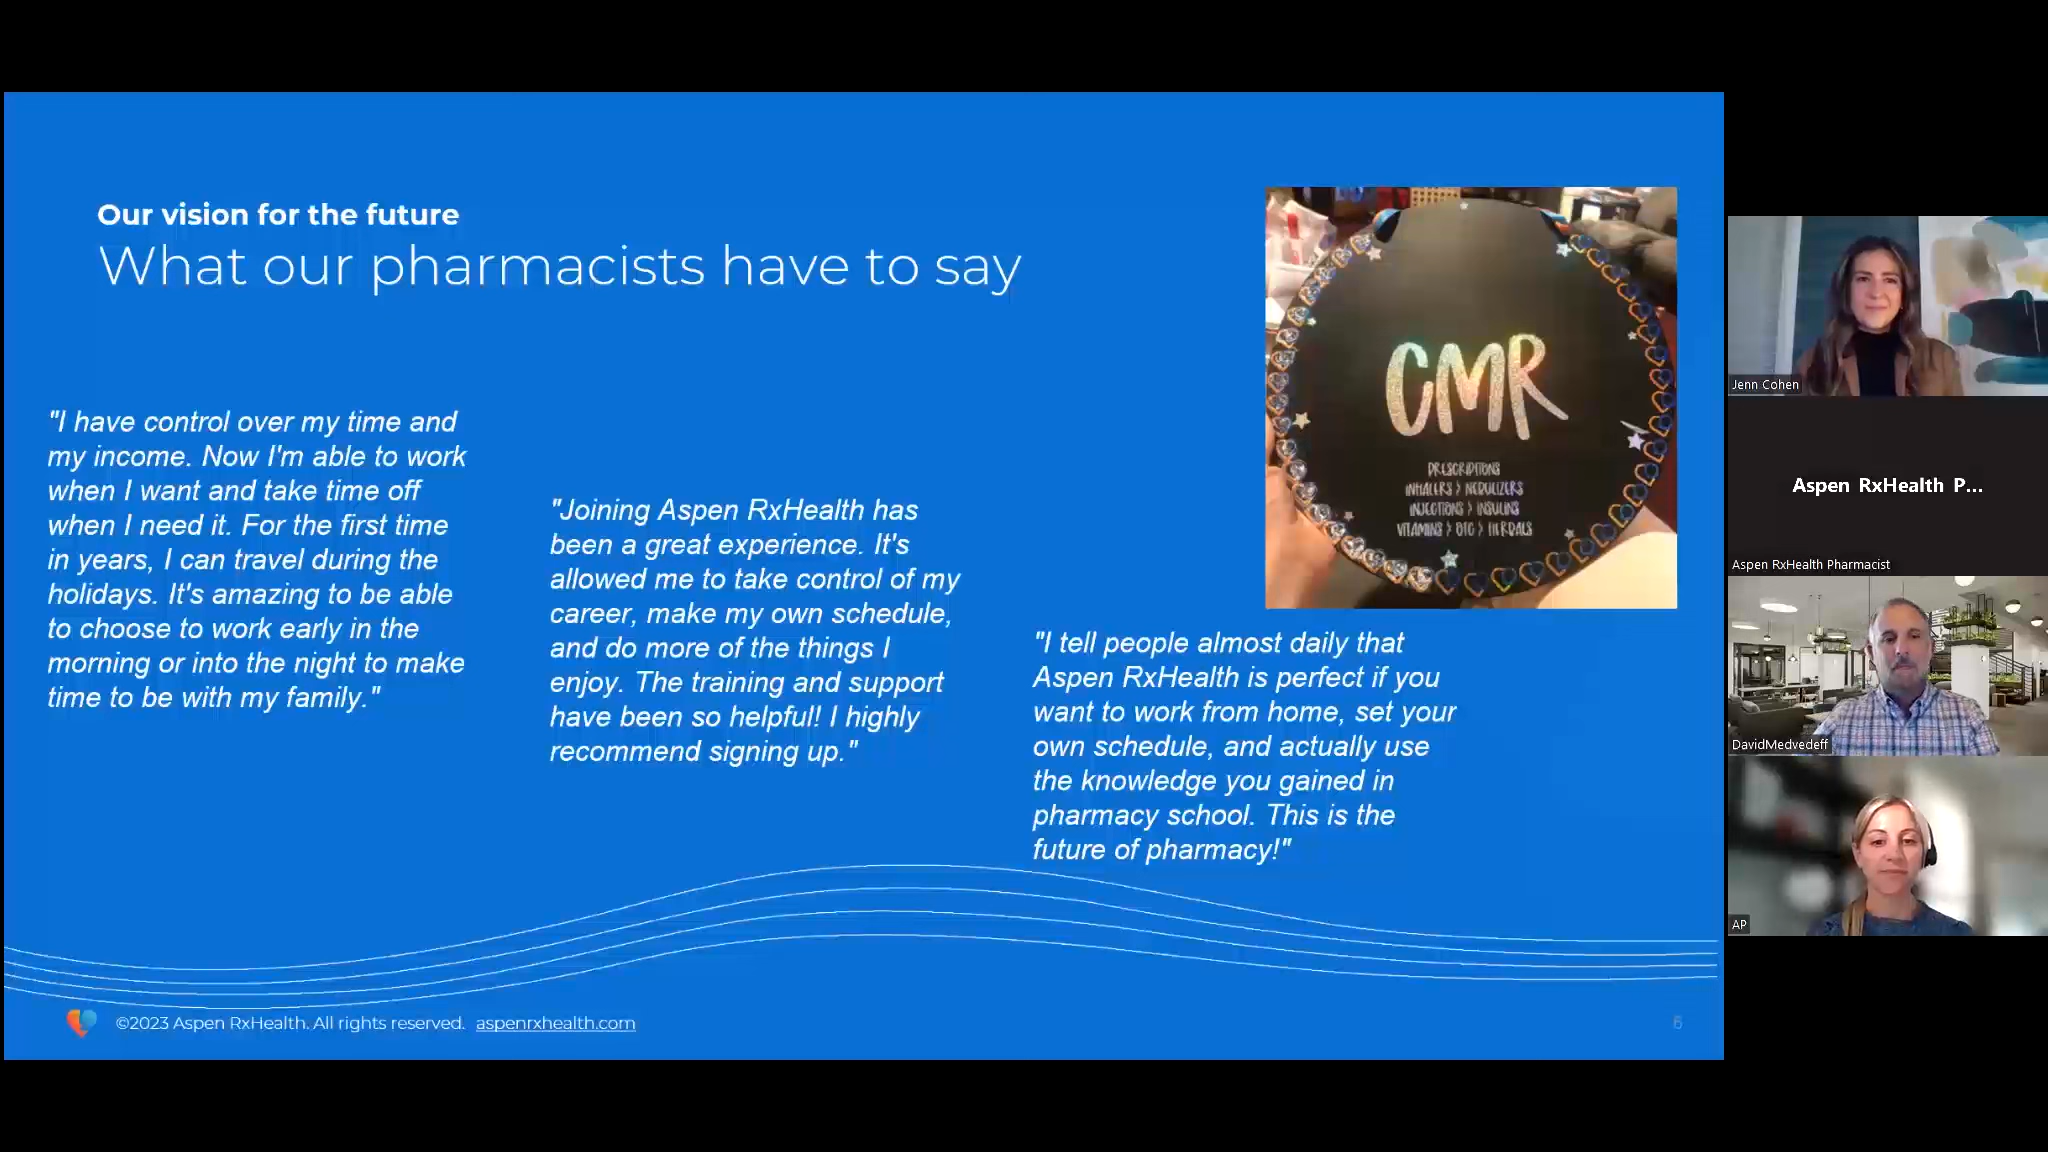 Our vision for the future
What our pharmacists have to say
"I have control over my time and
my income. Now I'm able to work
when I want and take time off
when I need it. For the first time
in years, I can travel during the
holidays. It's amazing to be able
to choose to work early in the
morning or into the night to make
time to be with my family."
"Joining Aspen RxHealth has
been a great experience. It's
allowed me to take control of my
career, make my own schedule,
and do more of the things I
enjoy. The training and support
have been so helpful! I highly
recommend signing up."
CMR
PRESCRIPTIONS
INHALERS > NEBULIZERS
INJECTIONS > INSULINS
VITAMINS > OTC > HERBALS
"I tell people almost daily that
Aspen RxHealth is perfect if you
want to work from home, set your
own schedule, and actually use
the knowledge you gained in
pharmacy school. This is the
future of pharmacy!"
©2023 Aspen RxHealth. All rights reserved. aspenrxhealth.com
6
Jenn Cohen
Aspen RxHealth P...
Aspen RxHealth Pharmacist
DavidMedvedeff
AP